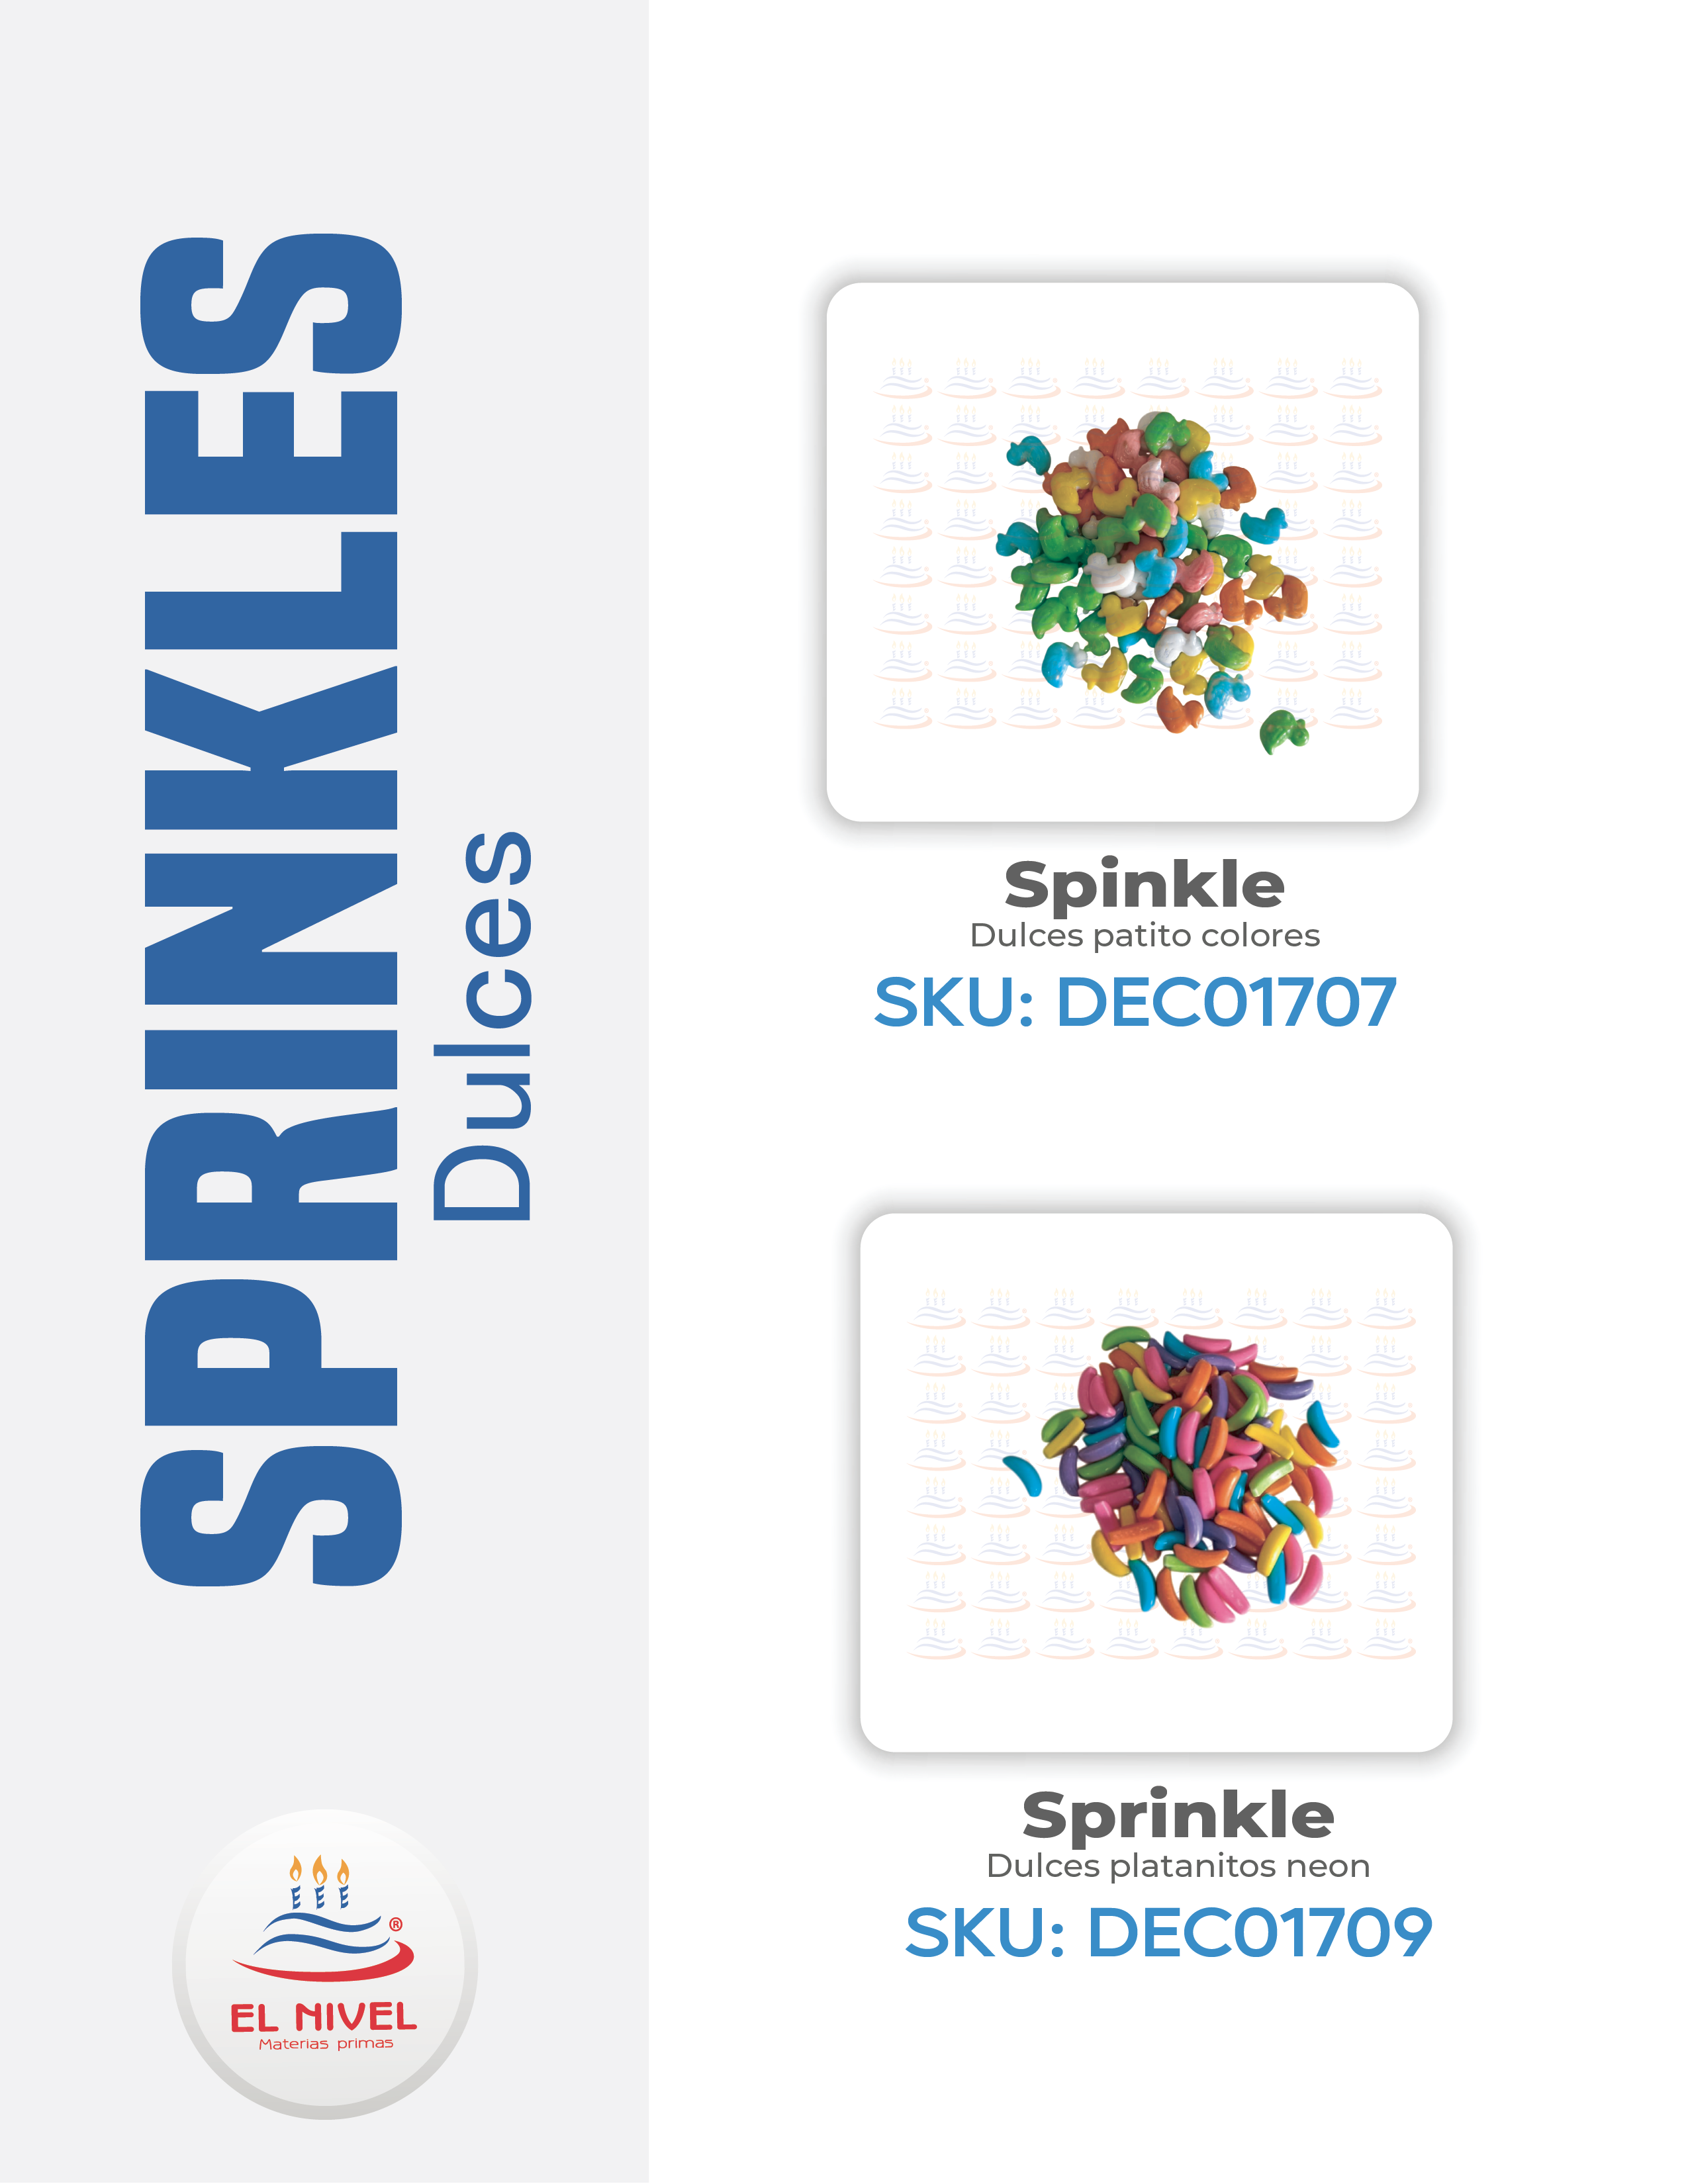 SPRINKLES
Dulces
Spinkle
Dulces patito colores
SKU: DEC01707
Sprinkle
Dulces platanitos neon
SKU: DEC01709
®
EL NIVEL
Materias primas